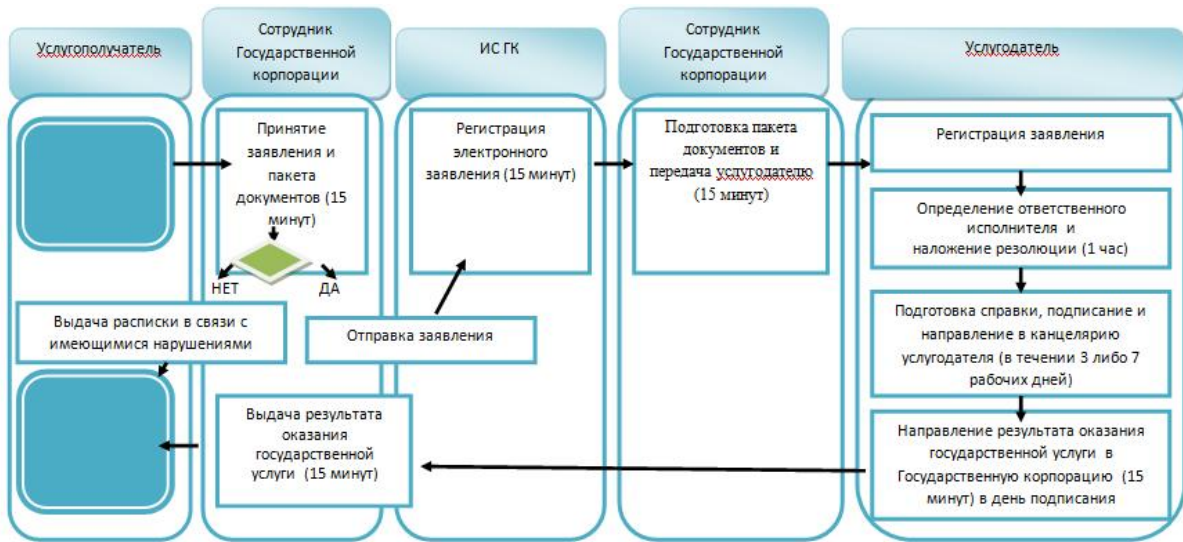 Услугополучатель
Сотрудник
Государственной
корпорации
ИС ГК
Сотрудник
Государственной
корпорации
Услугодатель
Принятие
заявления и
пакета
документов (15
минут)
НЕТ
ДА
Регистрация
электронного
заявления (15 минут)
Подготовка пакета
документов и
передача услугодателю
(15 минут)
Регистрация заявления
Определение ответственного
исполнителя и
наложение резолюции (1 час)
Выдача расписки в связи с
имеющимися нарушениями
Отправка заявления
Подготовка справки, подписание и
направление в канцелярию
услугодателя (в течении 3 либо 7
рабочих дней)
Выдача результата
оказания
государственной
услуги (15 минут)
Направление результата оказания
государственной услуги в
Государственную корпорацию (15
минут) в день подписания